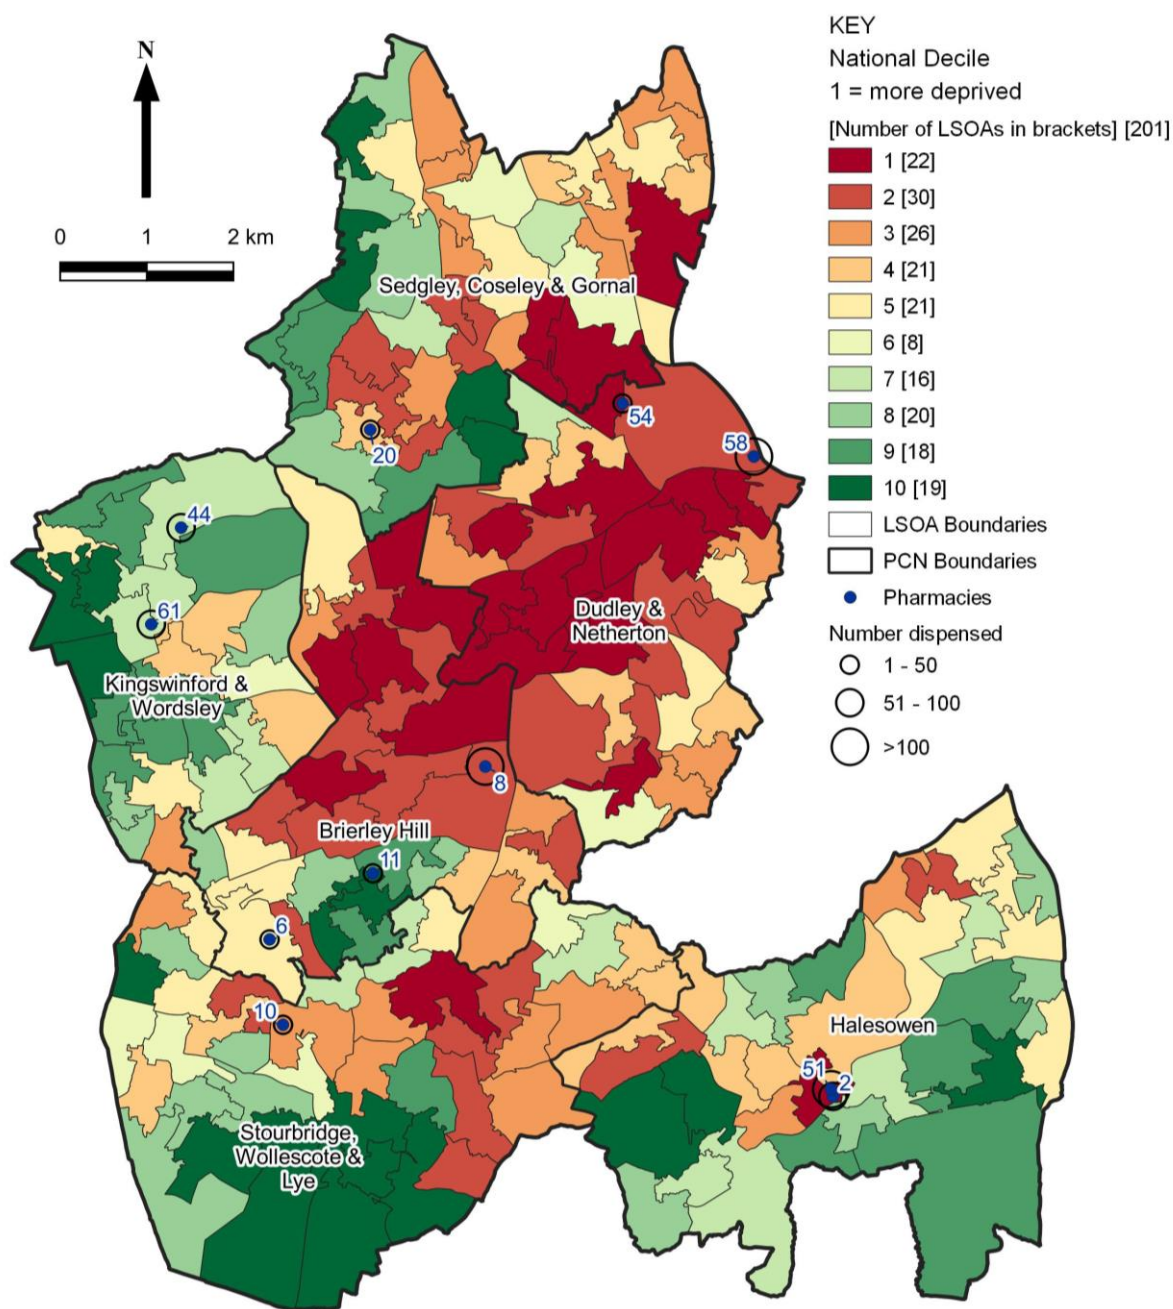 KEY
National Decile
1 = more deprived
[Number of LSOAs in brackets] [201]
1 [22]
2 [30]
3 [26]
4 [21]
5 [21]
6 [8]
7 [16]
8 [20]
9 [18]
10 [19]
LSOA Boundaries
PCN Boundaries
Pharmacies
Number dispensed
1 - 50
51 - 100
>100
N
0 1 2 km
Sedgley, Coseley & Gornal
54
20
58
44
61
Dudley &
Netherton
Kingswinford &
Wordsley
8
Brierley Hill
11
6
10
Halesowen
51
2
Stourbridge,
Wollescote &
Lye